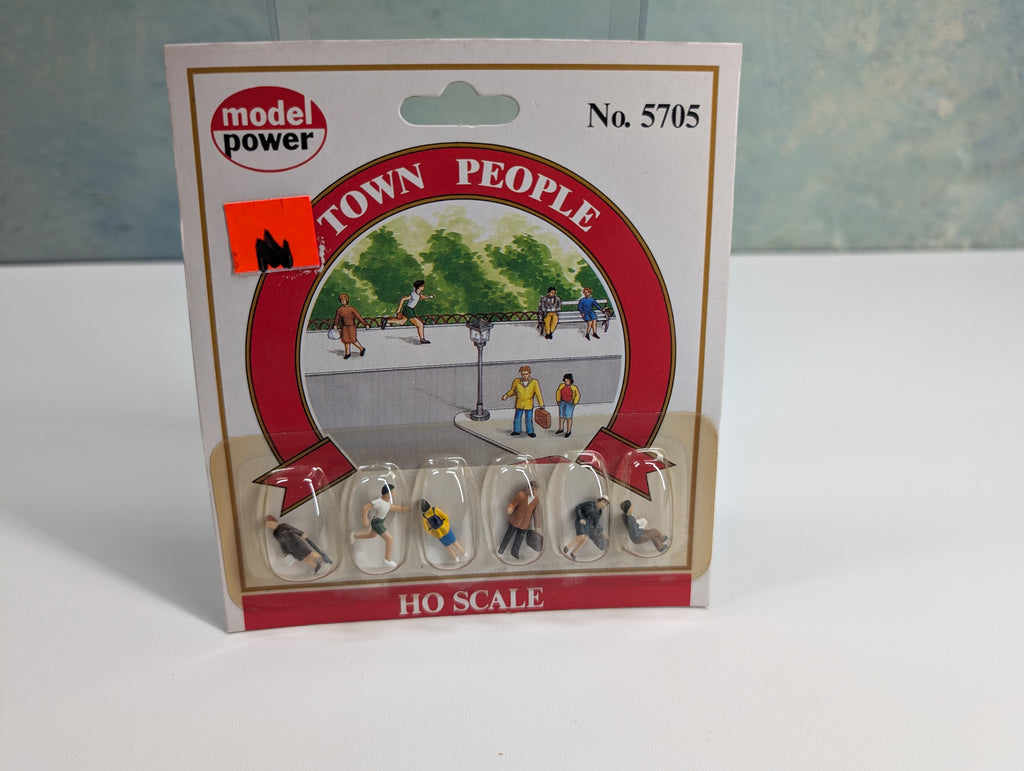 model
power
No. 5705
TOWN PEOPLE
HO SCALE